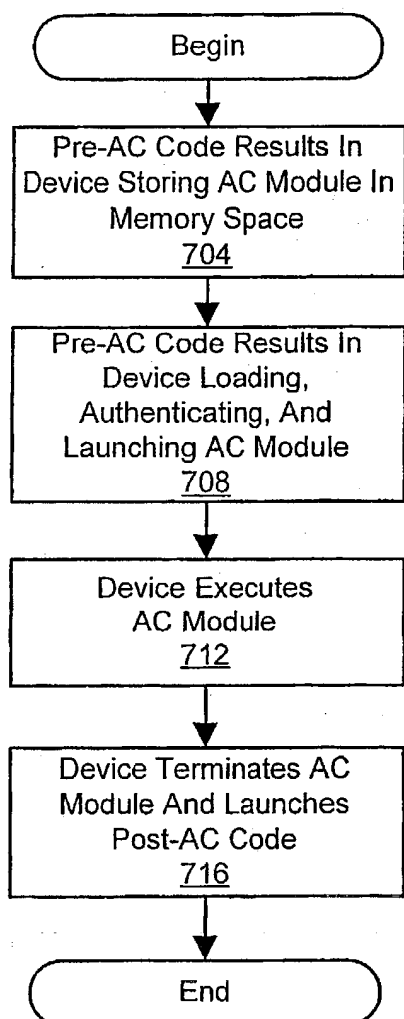 Begin
Pre-AC Code Results In
Device Storing AC Module In
Memory Space
704
Pre-AC Code Results In
Device Loading,
Authenticating, And
Launching AC Module
708
Device Executes
AC Module
712
Device Terminates AC
Module And Launches
Post-AC Code
716
End